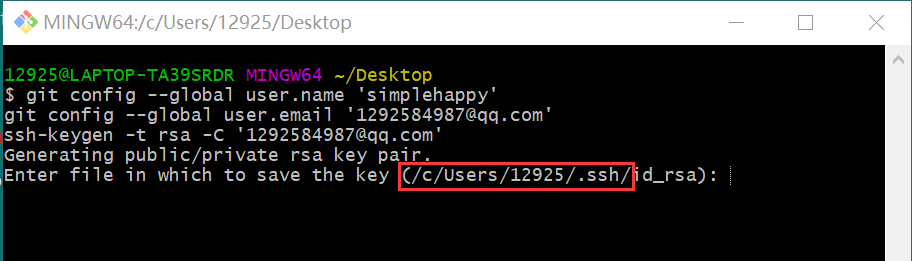 MINGW64:/c/Users/12925/Desktop
12925@LAPTOP-TA39SRDR MINGW64 ~/Desktop
$ git config --global user.name 'simplehappy'
git config --global user.email '1292584987@qq.com'
ssh-keygen -t rsa -C '1292584987@qq.com'
Generating public/private rsa key pair.
Enter file in which to save the key (/c/Users/12925/.ssh/id_rsa):